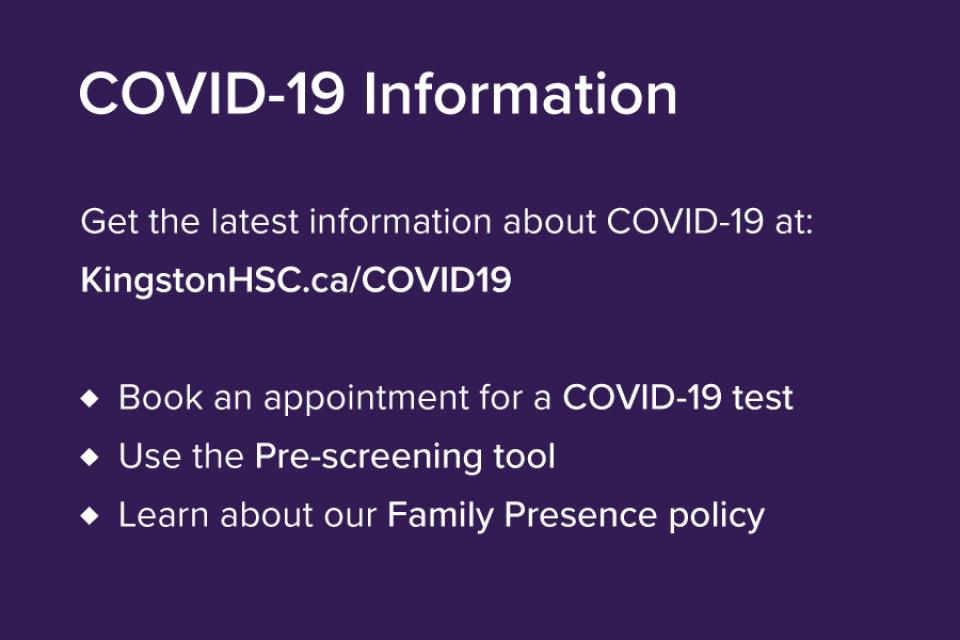 COVID-19 Information
Get the latest information about COVID-19 at:
KingstonHSC.ca/COVID19
◆ Book an appointment for a COVID-19 test
◆ Use the Pre-screening tool
◆ Learn about our Family Presence policy